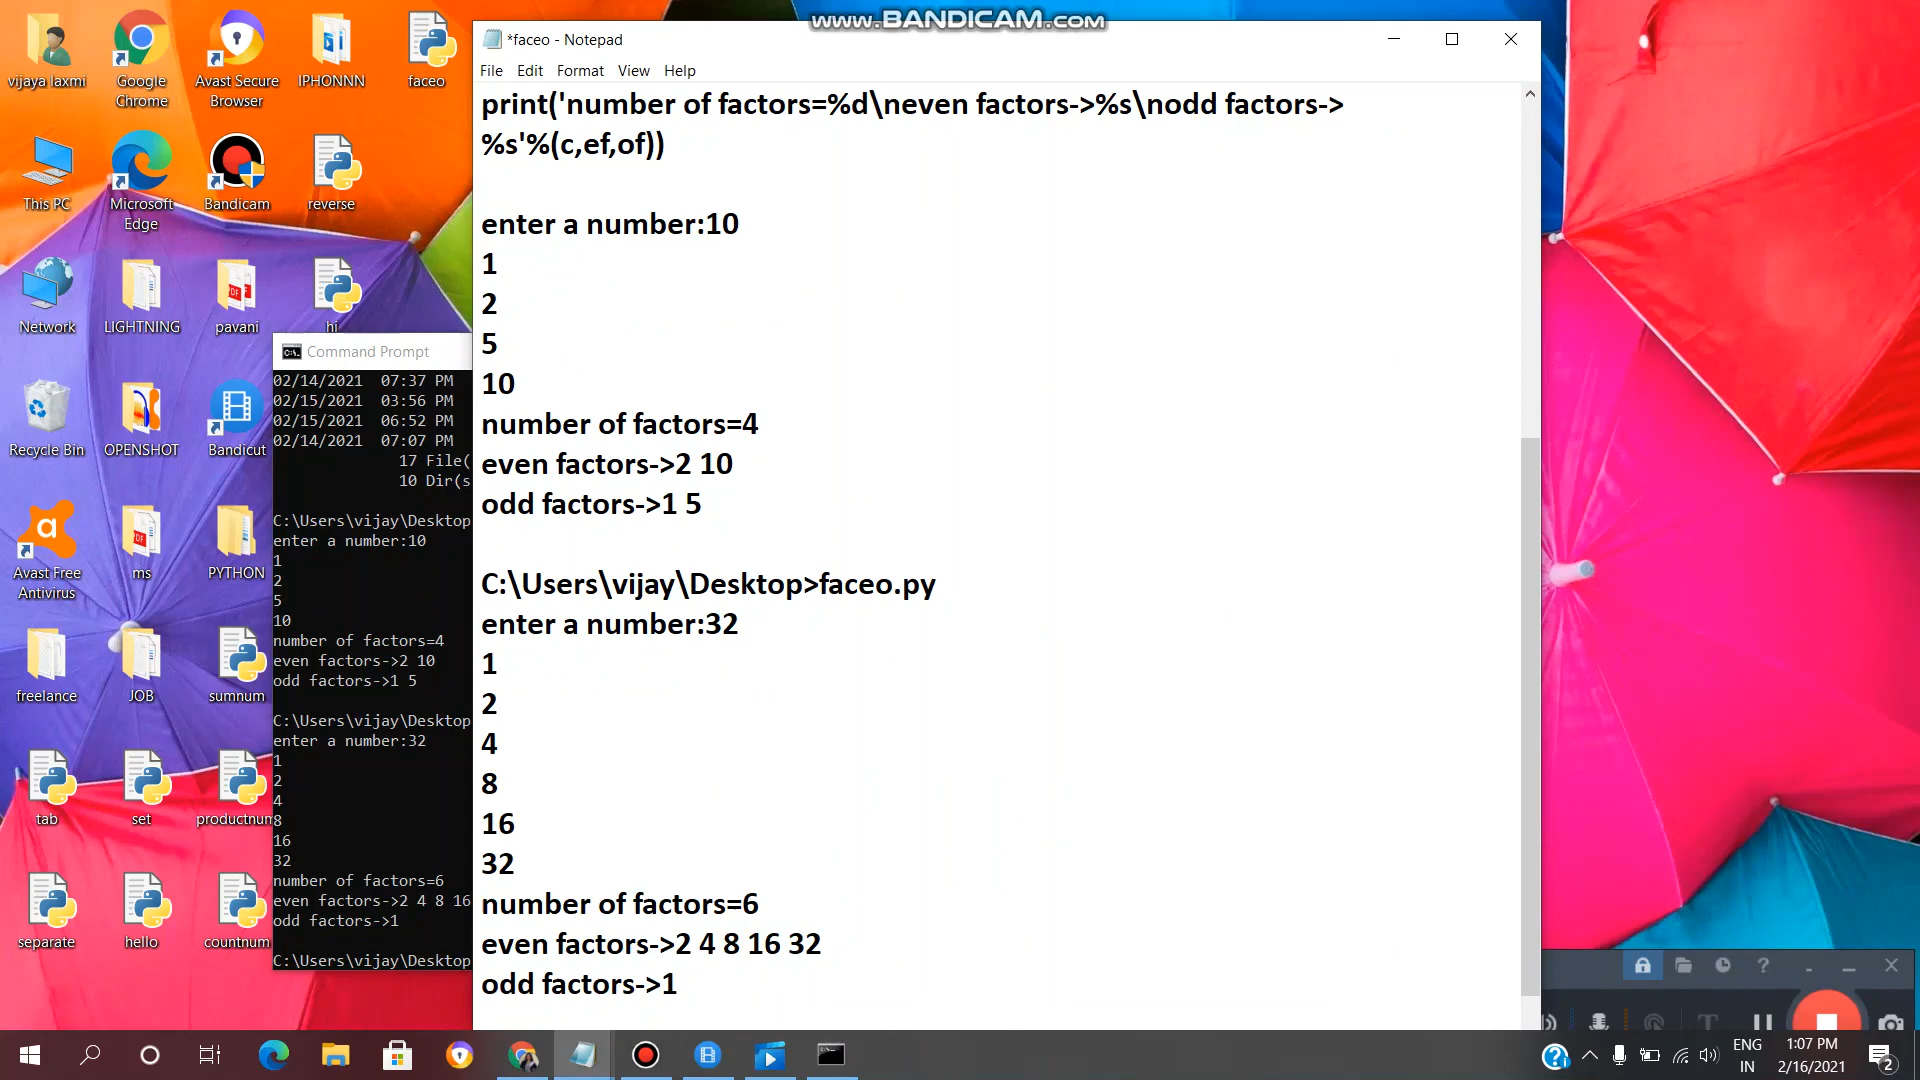 www.BANDICAM.com
vijaya laxmi
Google Chrome
Avast Secure Browser
IPHONNN
faceo
This PC
Microsoft Edge
Bandicam
reverse
Network
LIGHTNING
pavani
hi
Recycle Bin
OPENSHOT
Bandicut
Avast Free Antivirus
ms
PYTHON
freelance
JOB
sumnum
tab
set
productnum
separate
hello
countnum
Command Prompt
02/14/2021  07:37 PM
02/15/2021  03:56 PM
02/15/2021  06:52 PM
02/14/2021  07:07 PM
17 File(
10 Dir(s
C:\Users\vijay\Desktop
enter a number:10
1
2
5
10
number of factors=4
even factors->2 10
odd factors->1 5
C:\Users\vijay\Desktop
enter a number:32
1
2
4
8
16
32
number of factors=6
even factors->2 4 8 16
odd factors->1
C:\Users\vijay\Desktop
*faceo - Notepad
File Edit Format View Help
print('number of factors=%d\neven factors->%s\nodd factors->
%s'%(c,ef,of))
enter a number:10
1
2
5
10
number of factors=4
even factors->2 10
odd factors->1 5
C:\Users\vijay\Desktop>faceo.py
enter a number:32
1
2
4
8
16
32
number of factors=6
even factors->2 4 8 16 32
odd factors->1
ENG
IN
1:07 PM
2/16/2021
2